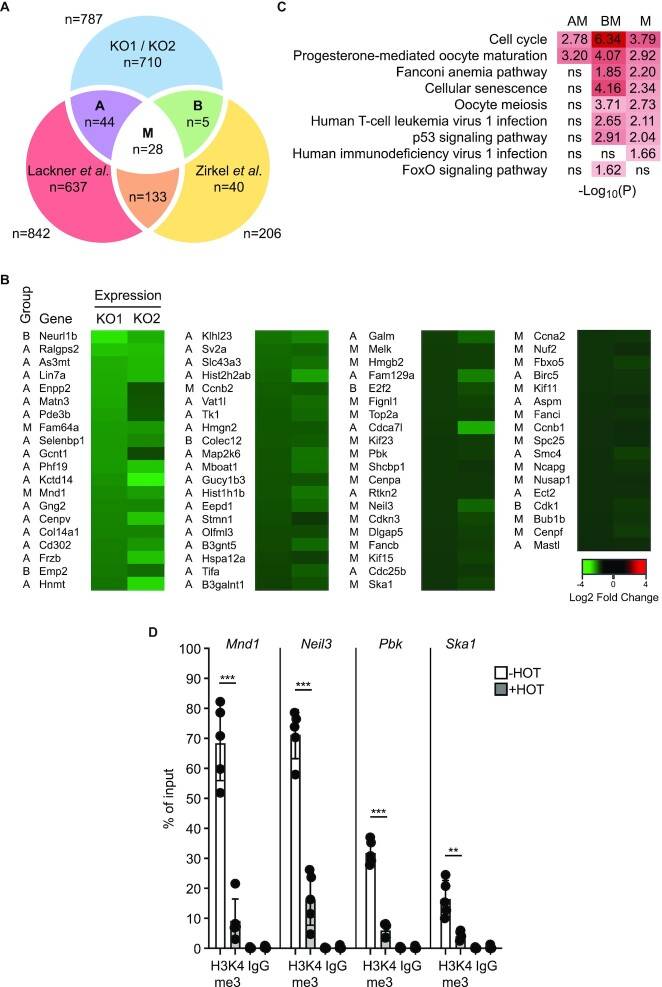 A
n=787
KO1 / KO2
n=710
A
n=44
B
n=5
M
n=28
Lackner et al.
n=637
Zirkel et al.
n=40
n=133
n=842
n=206
C
AM BM M
Cell cycle 2.78 6.34 3.79
Progesterone-mediated oocyte maturation 3.20 4.07 2.92
Fanconi anemia pathway ns 1.85 2.20
Cellular senescence ns 4.16 2.34
Oocyte meiosis ns 3.71 2.73
Human T-cell leukemia virus 1 infection ns 2.65 2.11
p53 signaling pathway ns 2.91 2.04
Human immunodeficiency virus 1 infection ns ns 1.66
FoxO signaling pathway ns 1.62 ns
-Log10(P)
B
Expression
Group Gene KO1 KO2
B Neurl1b
A Ralgps2
A As3mt
A Lin7a
A Enpp2
A Matn3
A Pde3b
M Fam64a
A Selenbp1
A Gcnt1
A Phf19
A Kctd14
M Mnd1
A Gng2
A Cenpv
A Col14a1
A Cd302
A Frzb
B Emp2
A Hnmt
A Klhl23
A Sv2a
A Slc43a3
A Hist2h2ab
M Ccnb2
A Vat1l
A Tk1
A Hmgn2
B Colec12
A Map2k6
A Mboat1
A Gucy1b3
A Hist1h1b
A Eepd1
A Stmn1
A Olfml3
A B3gnt5
A Hspa12a
A Tifa
A B3galnt1
A Galm
M Melk
M Hmgb2
A Fam129a
B E2f2
M Fignl1
M Top2a
A Cdca7l
M Kif23
M Pbk
M Shcbp1
M Cenpa
A Rtkn2
M Neil3
M Cdkn3
M Dlgap5
M Fancb
M Kif15
A Cdc25b
M Ska1
M Ccna2
M Nuf2
M Fbxo5
A Birc5
M Kif11
A Aspm
M Fanci
M Ccnb1
M Spc25
A Smc4
M Ncapg
M Nusap1
A Ect2
B Cdk1
M Bub1b
M Cenpf
A Mastl
-4 0 4
Log2 Fold Change
D
Mnd1 Neil3 Pbk Ska1
-HOT
+HOT
% of input
100
90
80
70
60
50
40
30
20
10
0
***
***
***
**
H3K4 IgG H3K4 IgG H3K4 IgG H3K4 IgG
me3 me3 me3 me3